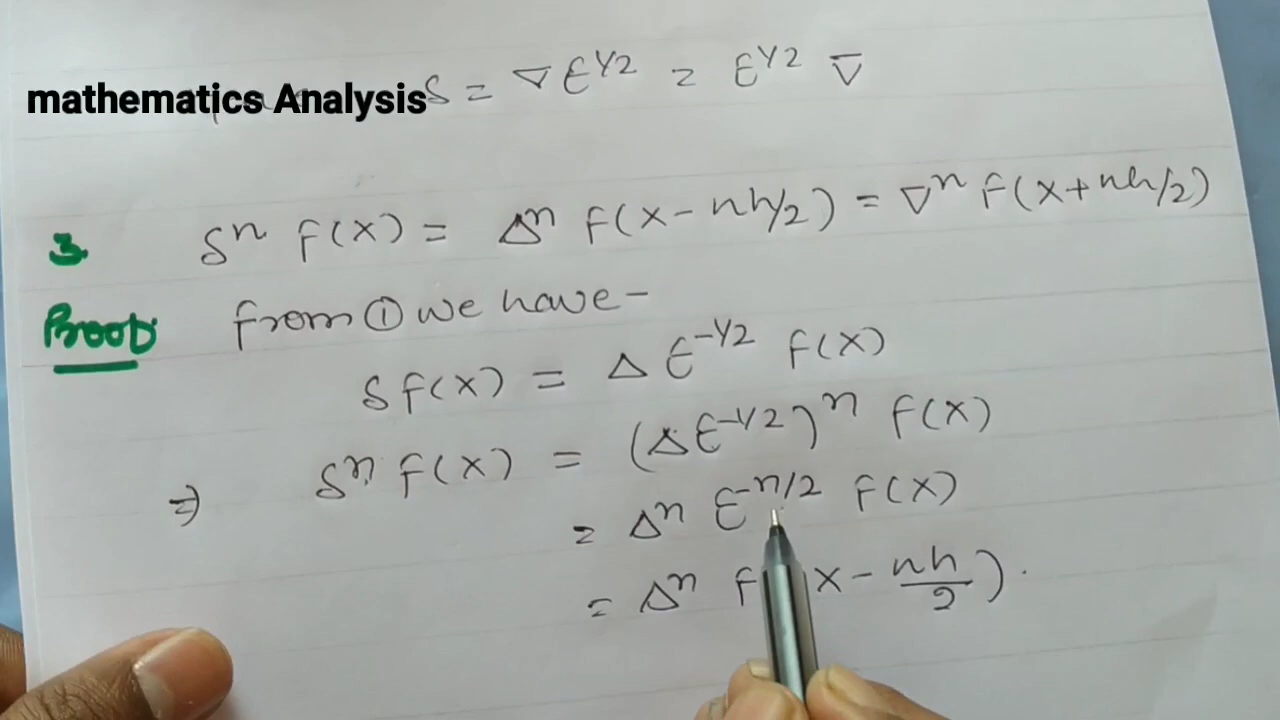 mathematics Analysis
δ = ∇E^1/2 = E^1/2 ∇
3 δ^n f(x) = Δ^n f(x - nh/2) = ∇^n f(x + nh/2)
Proof: from ① we have -
δ f(x) = Δ E^-1/2 f(x)
⇒ δ^n f(x) = (ΔE^-1/2)^n f(x)
= Δ^n E^-n/2 f(x)
= Δ^n f(x - nh/2).